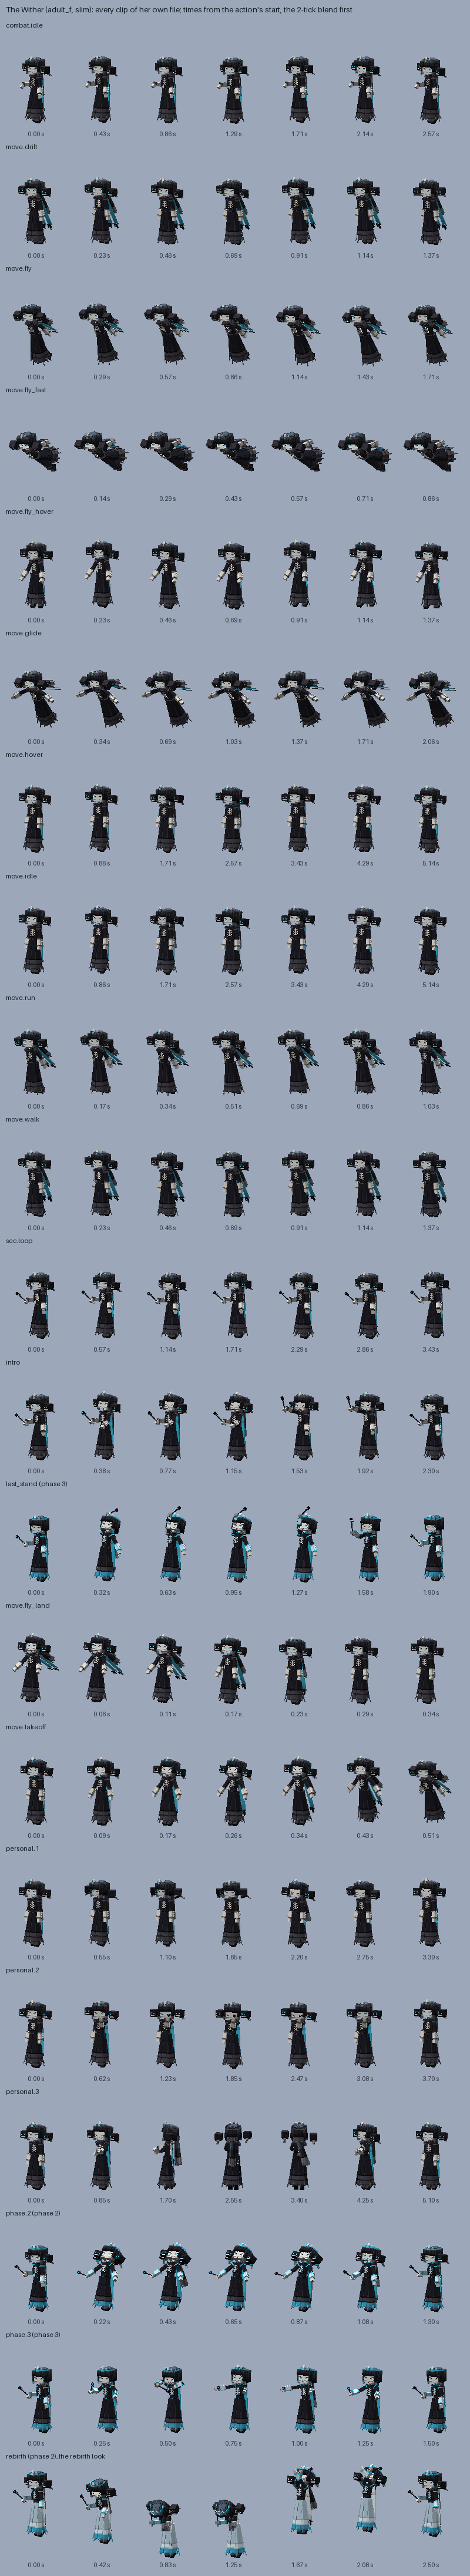 The Wither (adult_f, slim): every clip of her own file; times from the action's start, the 2-tick blend first
combat.idle
0.00 s 0.43 s 0.86 s 1.29 s 1.71 s 2.14 s 2.57 s
move.drift
0.00 s 0.23 s 0.46 s 0.69 s 0.91 s 1.14 s 1.37 s
move.fly
0.00 s 0.29 s 0.57 s 0.86 s 1.14 s 1.43 s 1.71 s
move.fly_fast
0.00 s 0.14 s 0.29 s 0.43 s 0.57 s 0.71 s 0.86 s
move.fly_hover
0.00 s 0.23 s 0.46 s 0.69 s 0.91 s 1.14 s 1.37 s
move.glide
0.00 s 0.34 s 0.69 s 1.03 s 1.37 s 1.71 s 2.06 s
move.hover
0.00 s 0.86 s 1.71 s 2.57 s 3.43 s 4.29 s 5.14 s
move.idle
0.00 s 0.86 s 1.71 s 2.57 s 3.43 s 4.29 s 5.14 s
move.run
0.00 s 0.17 s 0.34 s 0.51 s 0.69 s 0.86 s 1.03 s
move.walk
0.00 s 0.23 s 0.46 s 0.69 s 0.91 s 1.14 s 1.37 s
sec.loop
0.00 s 0.57 s 1.14 s 1.71 s 2.29 s 2.86 s 3.43 s
intro
0.00 s 0.38 s 0.77 s 1.15 s 1.53 s 1.92 s 2.30 s
last_stand (phase 3)
0.00 s 0.32 s 0.63 s 0.95 s 1.27 s 1.58 s 1.90 s
move.fly_land
0.00 s 0.06 s 0.11 s 0.17 s 0.23 s 0.29 s 0.34 s
move.takeoff
0.00 s 0.09 s 0.17 s 0.26 s 0.34 s 0.43 s 0.51 s
personal.1
0.00 s 0.55 s 1.10 s 1.65 s 2.20 s 2.75 s 3.30 s
personal.2
0.00 s 0.62 s 1.23 s 1.85 s 2.47 s 3.08 s 3.70 s
personal.3
0.00 s 0.85 s 1.70 s 2.55 s 3.40 s 4.25 s 5.10 s
phase.2 (phase 2)
0.00 s 0.22 s 0.43 s 0.65 s 0.87 s 1.08 s 1.30 s
phase.3 (phase 3)
0.00 s 0.25 s 0.50 s 0.75 s 1.00 s 1.25 s 1.50 s
rebirth (phase 2), the rebirth look
0.00 s 0.42 s 0.83 s 1.25 s 1.67 s 2.08 s 2.50 s